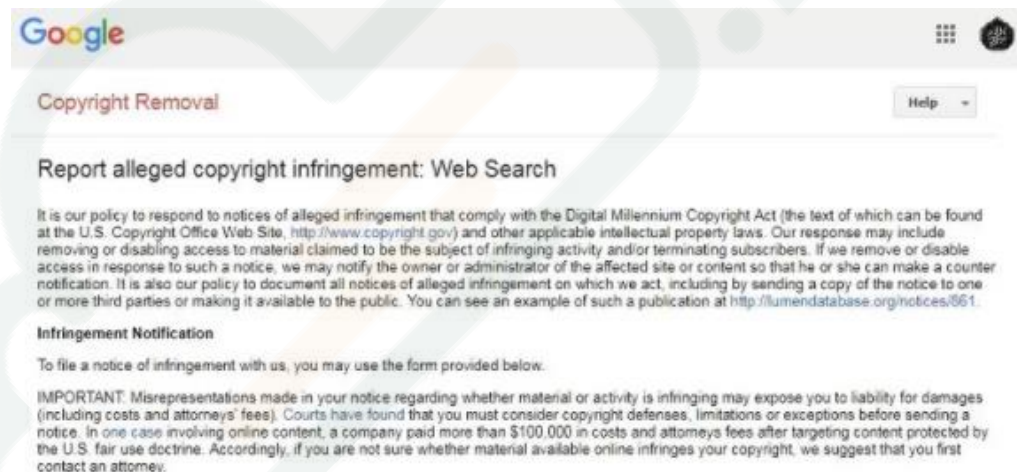 Google
Copyright Removal
Help
Report alleged copyright infringement: Web Search
It is our policy to respond to notices of alleged infringement that comply with the Digital Millennium Copyright Act (the text of which can be found
at the U.S. Copyright Office Web Site, http://www.copyright.gov) and other applicable intellectual property laws. Our response may include
removing or disabling access to material claimed to be the subject of infringing activity and/or terminating subscribers. If we remove or disable
access in response to such a notice, we may notify the owner or administrator of the affected site or content so that he or she can make a counter
notification. It is also our policy to document all notices of alleged infringement on which we act, including by sending a copy of the notice to one
or more third parties or making it available to the public. You can see an example of such a publication at http://lumendatabase.org/notices/861.
Infringement Notification
To file a notice of infringement with us, you may use the form provided below.
IMPORTANT: Misrepresentations made in your notice regarding whether material or activity is infringing may expose you to liability for damages
(including costs and attorneys' fees). Courts have found that you must consider copyright defenses, limitations or exceptions before sending a
notice. In one case involving online content, a company paid more than $100,000 in costs and attorneys fees after targeting content protected by
the U.S. fair use doctrine. Accordingly, if you are not sure whether material available online infringes your copyright, we suggest that you first
contact an attorney.